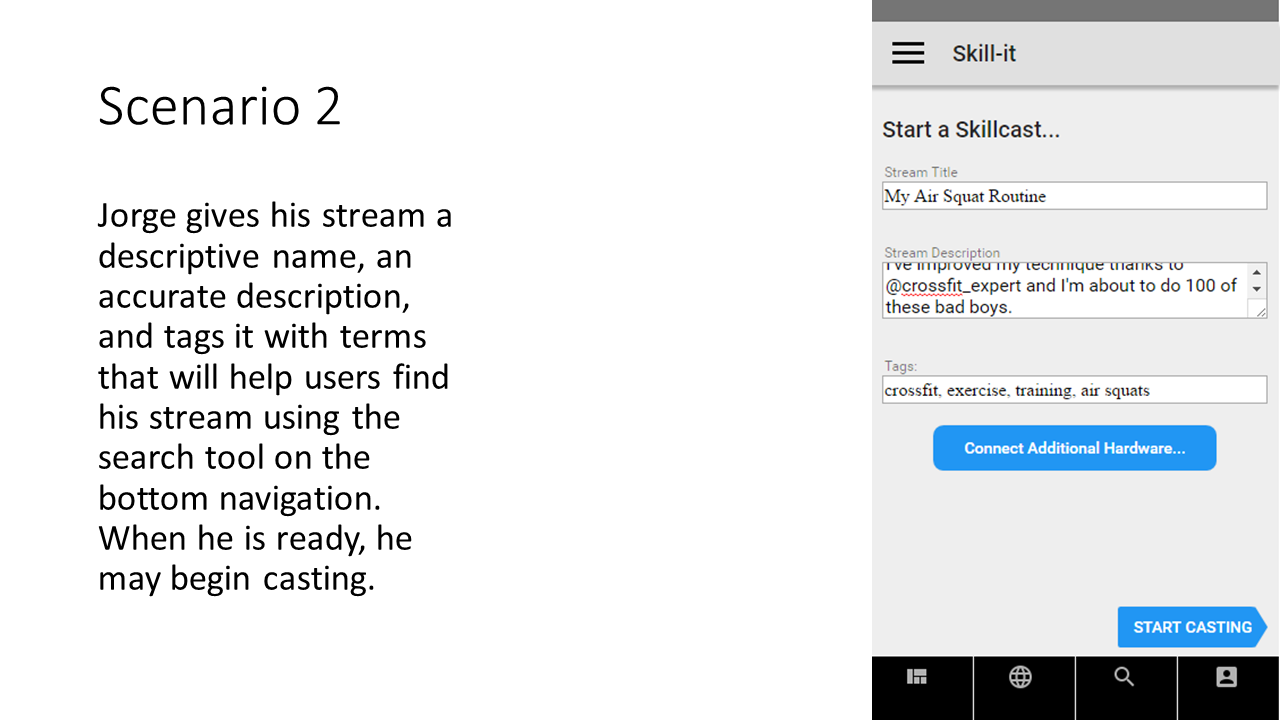 Scenario 2
Jorge gives his stream a
descriptive name, an
accurate description,
and tags it with terms
that will help users find
his stream using the
search tool on the
bottom navigation.
When he is ready, he
may begin casting.
Skill-it
Start a Skillcast...
Stream Title
My Air Squat Routine
Stream Description
I've improved my technique thanks to
@crossfit_expert and I'm about to do 100 of
these bad boys.
Tags:
crossfit, exercise, training, air squats
Connect Additional Hardware...
START CASTING